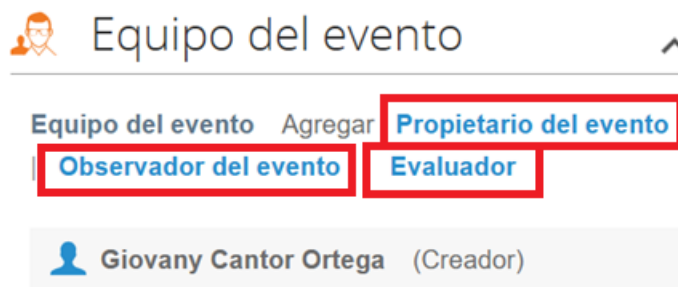 Equipo del evento
Equipo del evento Agregar Propietario del evento
| Observador del evento Evaluador
Giovany Cantor Ortega (Creador)